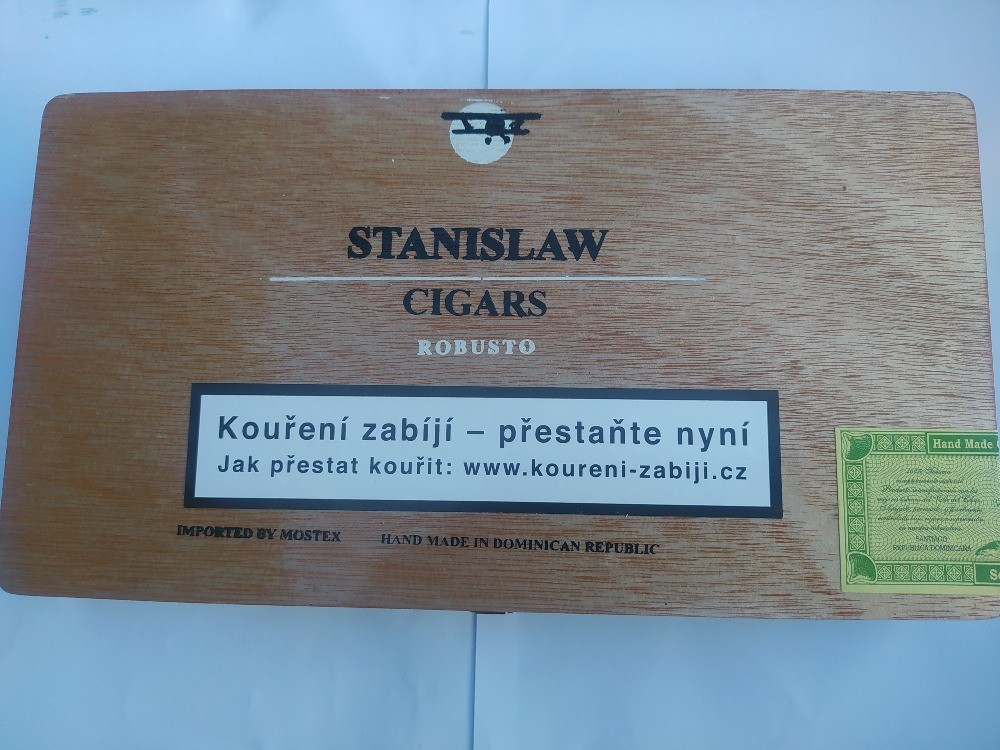 STANISLAW
CIGARS
ROBUSTO
Kouření zabíjí – přestaňte nyní
Jak přestat kouřit: www.koureni-zabiji.cz
IMPORTED BY MOSTEX
HAND MADE IN DOMINICAN REPUBLIC
Hand Made
SANTIAGO
REPUBLICA DOMINICANA